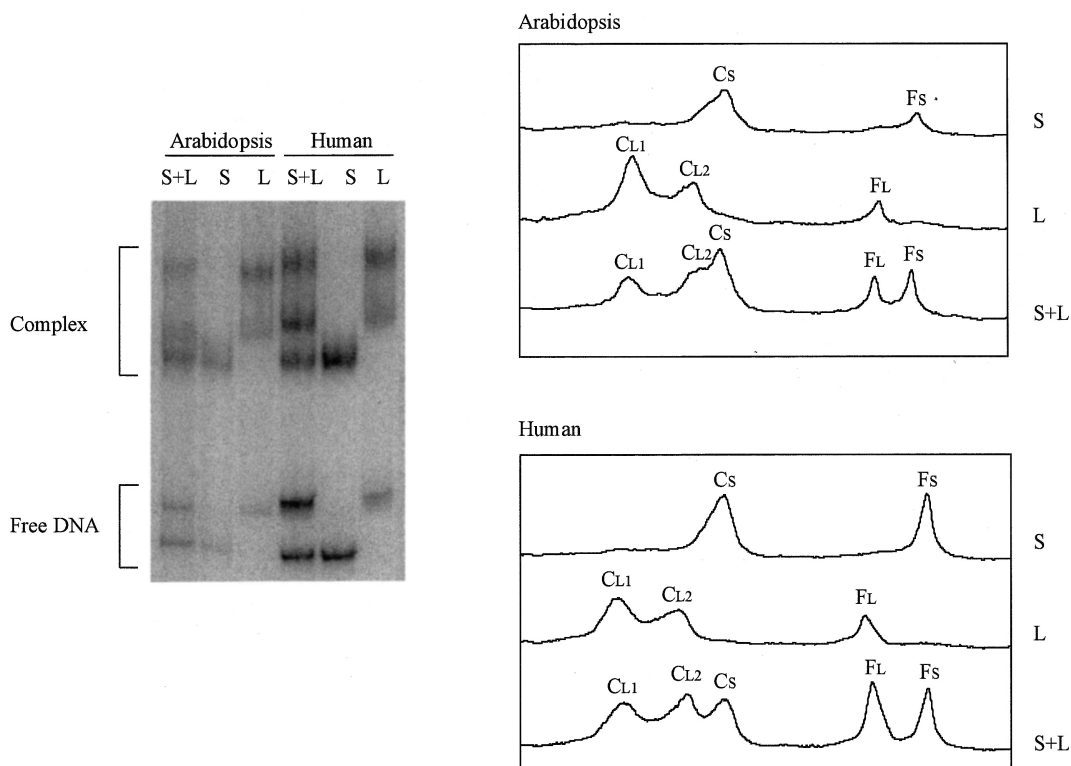 Arabidopsis Human
S+L S L S+L S L
Complex
Free DNA
Arabidopsis
Cs Fs
S
CL1 CL2 FL
L
CL1 CL2 Cs FL Fs
S+L
Human
Cs Fs
S
CL1 CL2 FL
L
CL1 CL2 Cs FL Fs
S+L